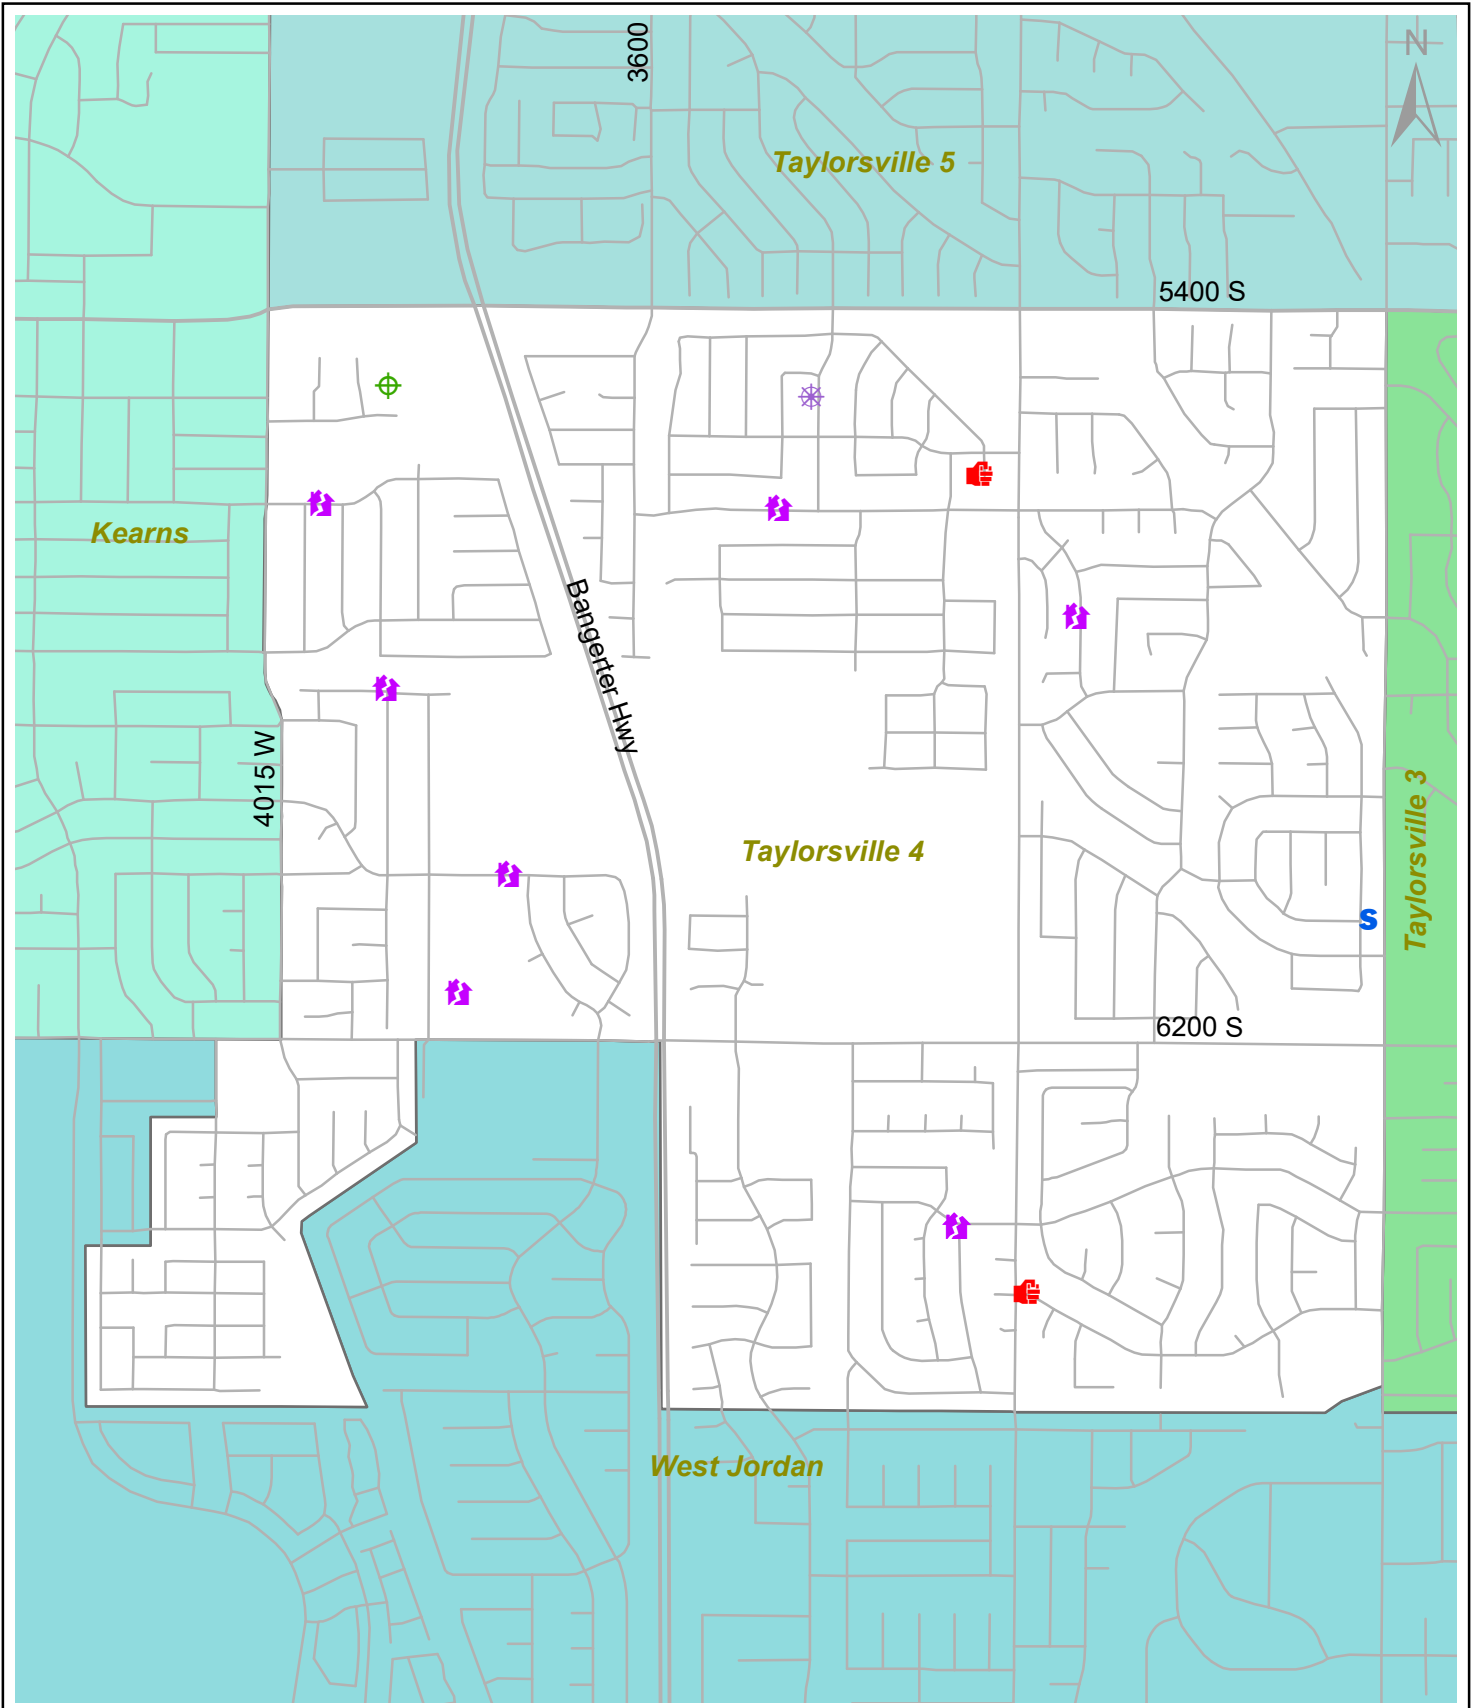 3600
N
Taylorsville 5
5400 S
Kearns
Bangerter Hwy
4015 W
Taylorsville 4
Taylorsville 3
S
6200 S
West Jordan